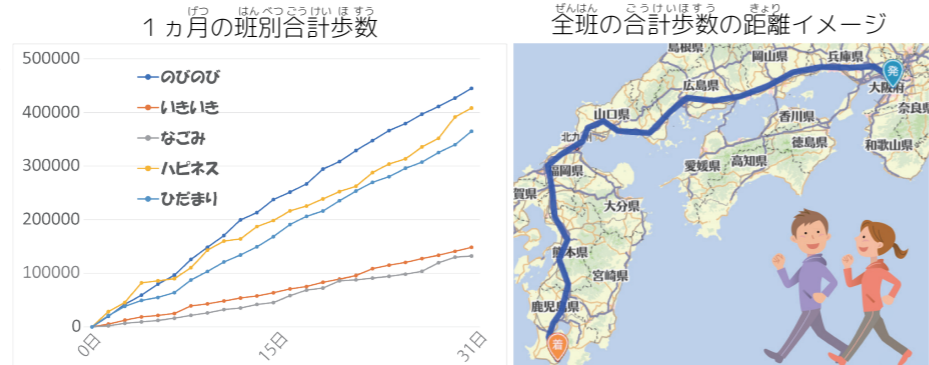 1ヵ月の班別合計歩数
げつ はんべつごうけいほすう
500000
400000
300000
200000
100000
0
のびのび
いきいき
なごみ
ハピネス
ひだまり
0日
15日
31日
全班の合計歩数の距離イメージ
ぜんはん ごうけいほすう きょり
島根県
岡山県
兵庫県
発
大阪府
広島県
奈良県
山口県
香川県
北九州
徳島県
和歌山県
愛媛県
高知県
福岡県
賀県
大分県
熊本県
宮崎県
鹿児島県
着